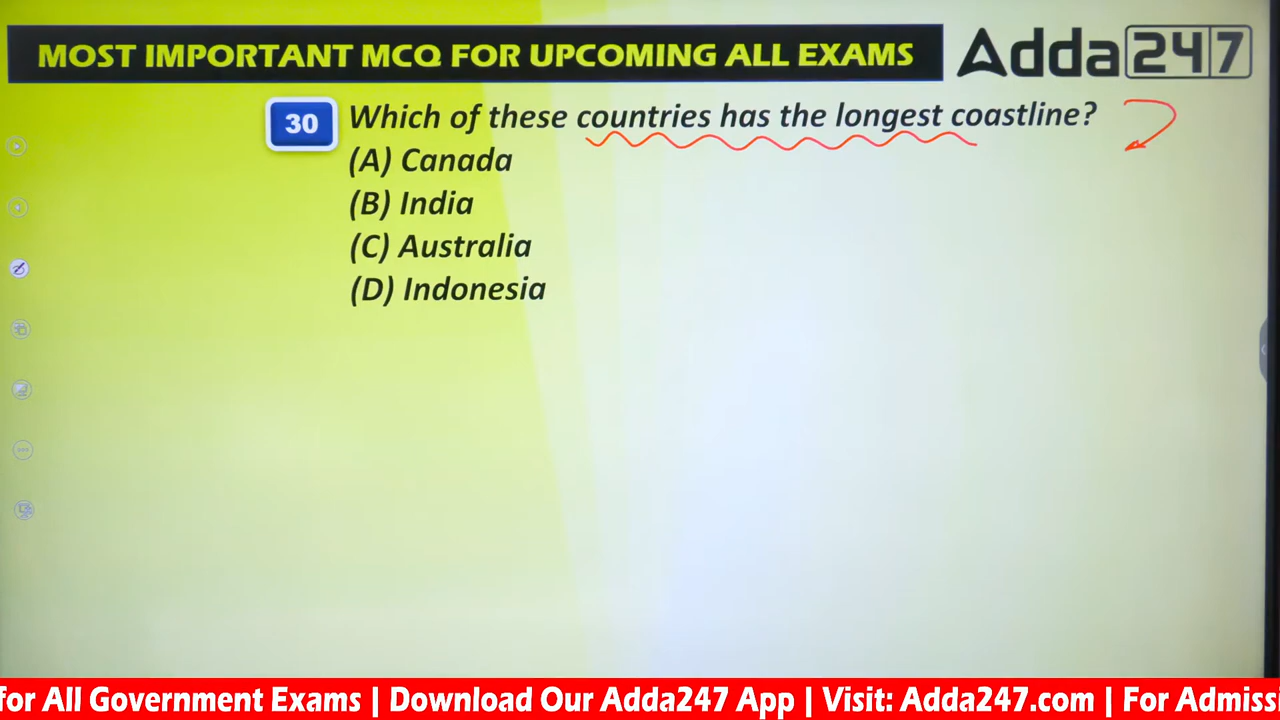 MOST IMPORTANT MCQ FOR UPCOMING ALL EXAMS
Adda247
30 Which of these countries has the longest coastline?
(A) Canada
(B) India
(C) Australia
(D) Indonesia
for All Government Exams | Download Our Adda247 App | Visit: Adda247.com | For Admiss